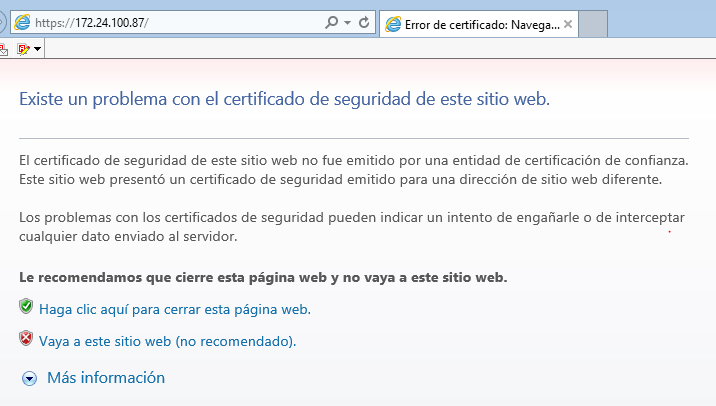 https://172.24.100.87/
Error de certificado: Navega...
Existe un problema con el certificado de seguridad de este sitio web.
El certificado de seguridad de este sitio web no fue emitido por una entidad de certificación de confianza.
Este sitio web presentó un certificado de seguridad emitido para una dirección de sitio web diferente.
Los problemas con los certificados de seguridad pueden indicar un intento de engañarle o de interceptar
cualquier dato enviado al servidor.
Le recomendamos que cierre esta página web y no vaya a este sitio web.
Haga clic aquí para cerrar esta página web.
Vaya a este sitio web (no recomendado).
Más información